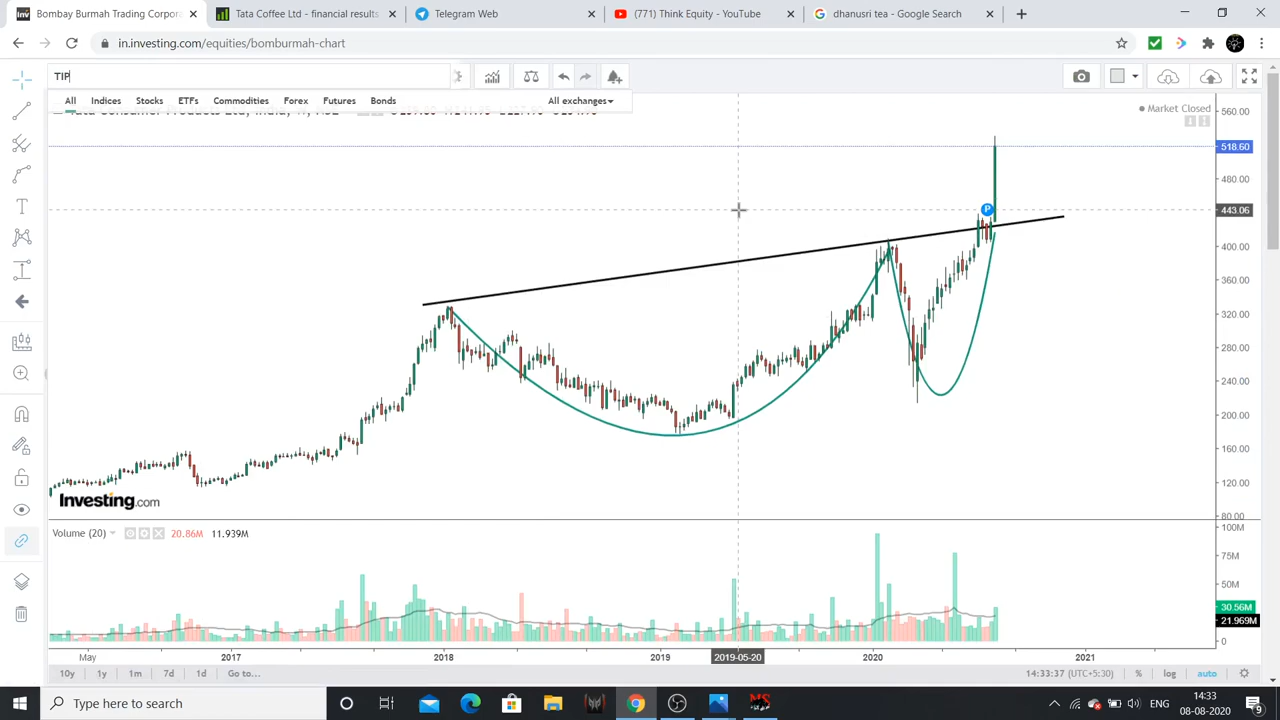 Bombay Burmah Trading Corporat
Tata Coffee Ltd - financial results
Telegram Web
(771) Think Equity - YouTube
dhanusri tea - Google Search
in.investing.com/equities/bomburmah-chart
TIP
All Indices Stocks ETFs Commodities Forex Futures Bonds All exchanges
Market Closed
560.00
518.60
480.00
443.06
400.00
360.00
320.00
280.00
240.00
200.00
160.00
120.00
80.00
P
Investing.com
Volume (20) 20.86M 11.939M
100M
75M
50M
30.56M
21.969M
0
May 2017 2018 2019 2019-05-20 2020 2021
10y 1y 1m 7d 1d Go to... 14:33:37 (UTC+5:30) % log auto
Type here to search
ENG
14:33
08-08-2020
9